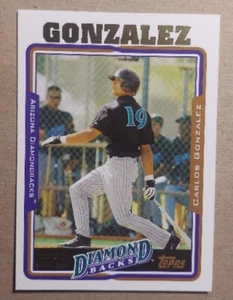 GONZALEZ
ARIZONA DIAMONDBACKS
19
CARLOS GONZALEZ
DIAMOND
BACKS
TOPPS